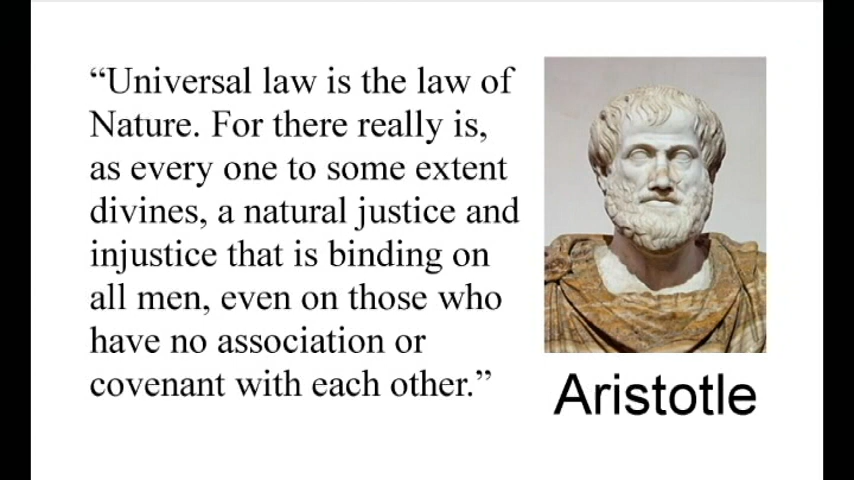 “Universal law is the law of
Nature. For there really is,
as every one to some extent
divines, a natural justice and
injustice that is binding on
all men, even on those who
have no association or
covenant with each other.”
Aristotle